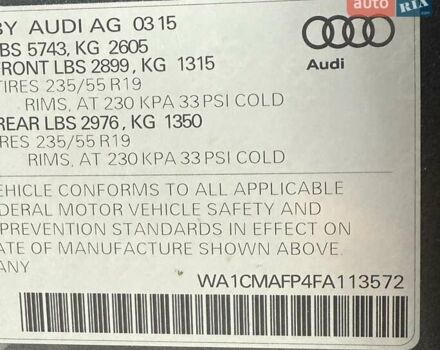 BY AUDI AG 03 15
LBS 5743, KG 2605
FRONT LBS 2899, KG 1315
TIRES 235/55 R19
RIMS, AT 230 KPA 33 PSI COLD
REAR LBS 2976, KG 1350
RES 235/55 R19
RIMS, AT 230 KPA 33 PSI COLD
Audi
VEHICLE CONFORMS TO ALL APPLICABLE
DERAL MOTOR VEHICLE SAFETY AND
PREVENTION STANDARDS IN EFFECT ON
ATE OF MANUFACTURE SHOWN ABOVE.
ANY
WA1CMAFP4FA113572
AUTO RIA.com